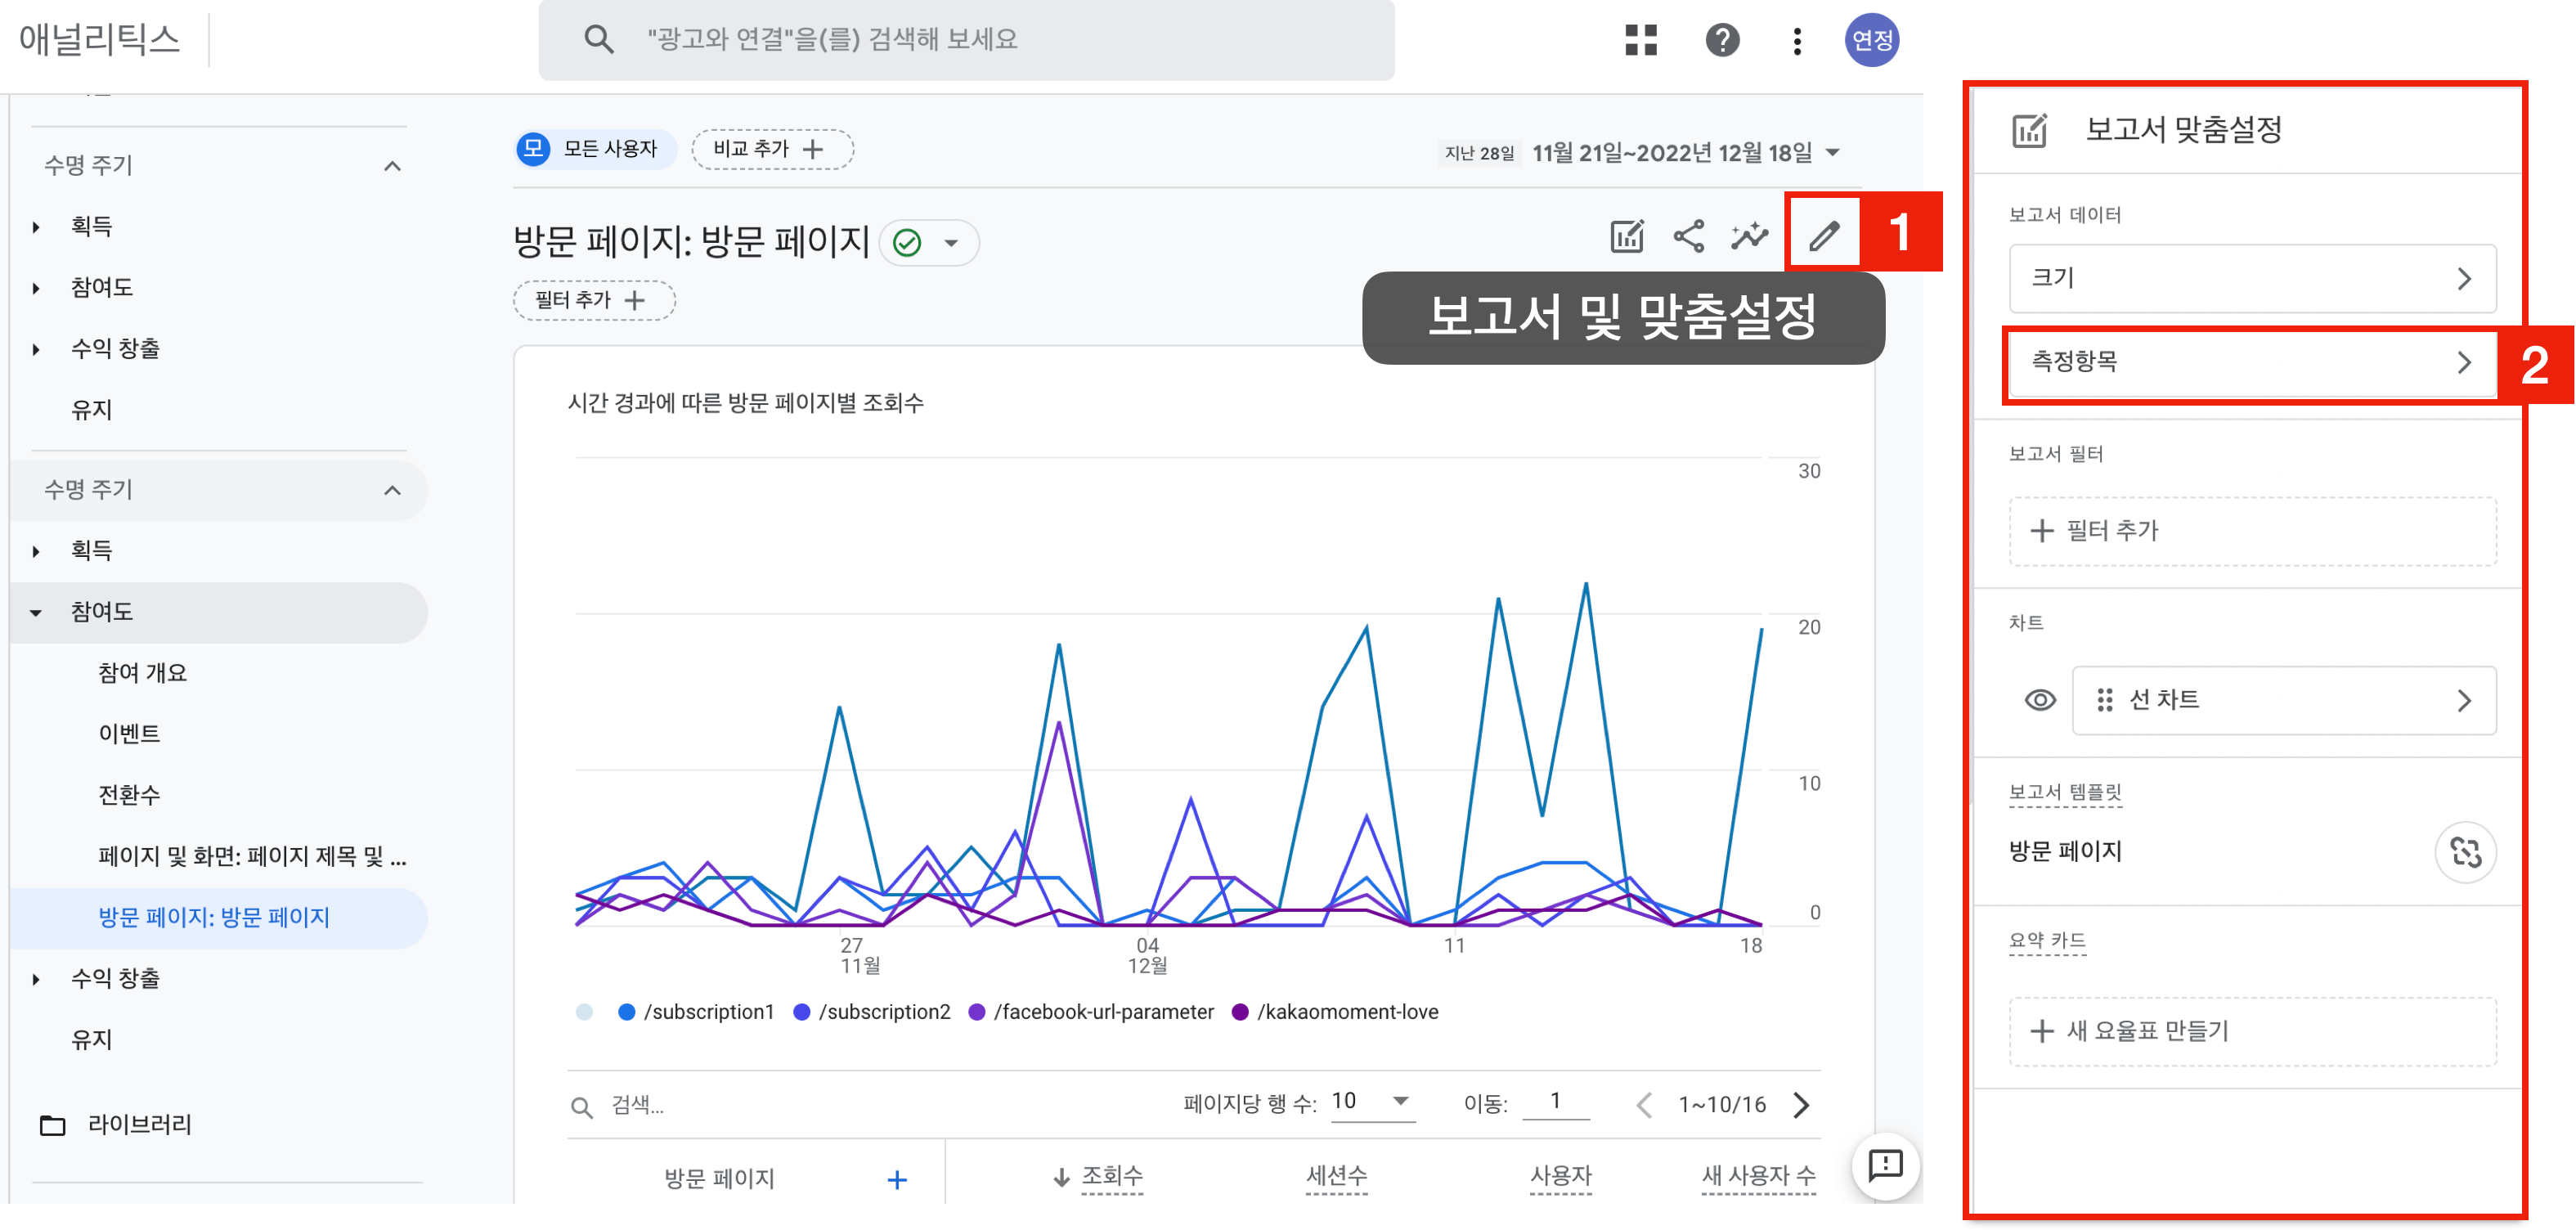 애널리틱스
"광고와 연결"을(를) 검색해 보세요
연정
수명 주기
획득
참여도
수익 창출
유지
수명 주기
획득
참여도
참여 개요
이벤트
전환수
페이지 및 화면: 페이지 제목 및 ...
방문 페이지: 방문 페이지
수익 창출
유지
라이브러리
모 모든 사용자
비교 추가
지난 28일 11월 21일~2022년 12월 18일
방문 페이지: 방문 페이지
1
보고서 및 맞춤설정
필터 추가
시간 경과에 따른 방문 페이지별 조회수
30
20
10
0
27 04 11 18
11월 12월
/subscription1 /subscription2 /facebook-url-parameter /kakaomoment-love
검색... 페이지당 행 수: 10 이동: 1 1~10/16
방문 페이지 조회수 세션수 사용자 새 사용자 수
보고서 맞춤설정
보고서 데이터
크기
측정항목
2
보고서 필터
필터 추가
차트
선 차트
보고서 템플릿
방문 페이지
요약 카드
새 요율표 만들기